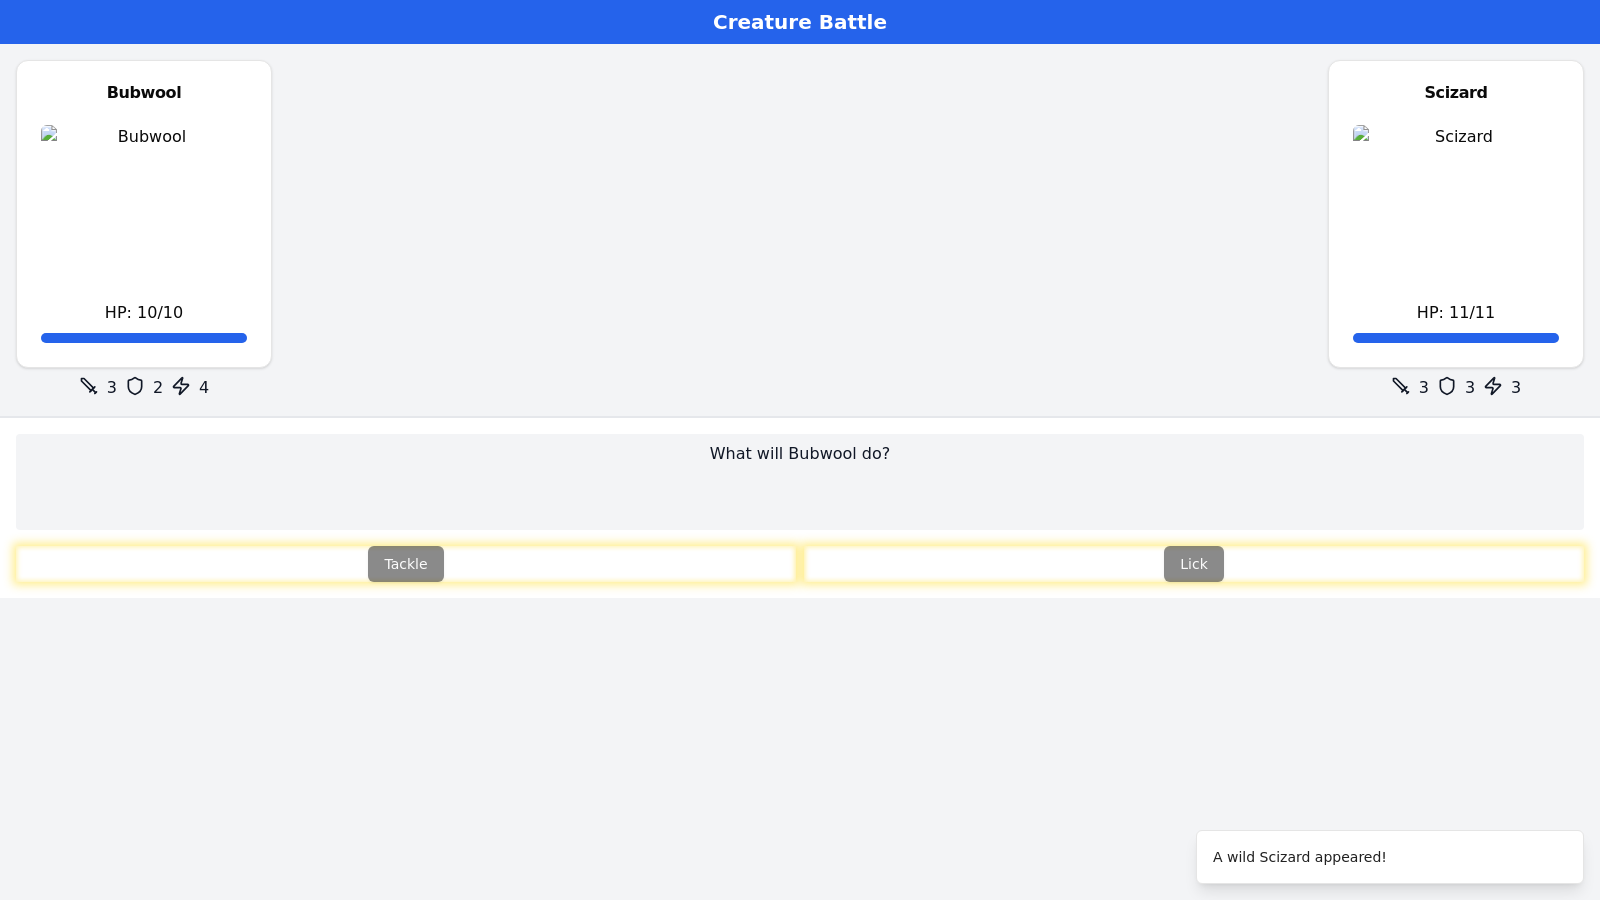 Creature Battle
Bubwool
Bubwool
HP: 10/10
3 2 4
Scizard
Scizard
HP: 11/11
3 3 3
What will Bubwool do?
Tackle
Lick
A wild Scizard appeared!